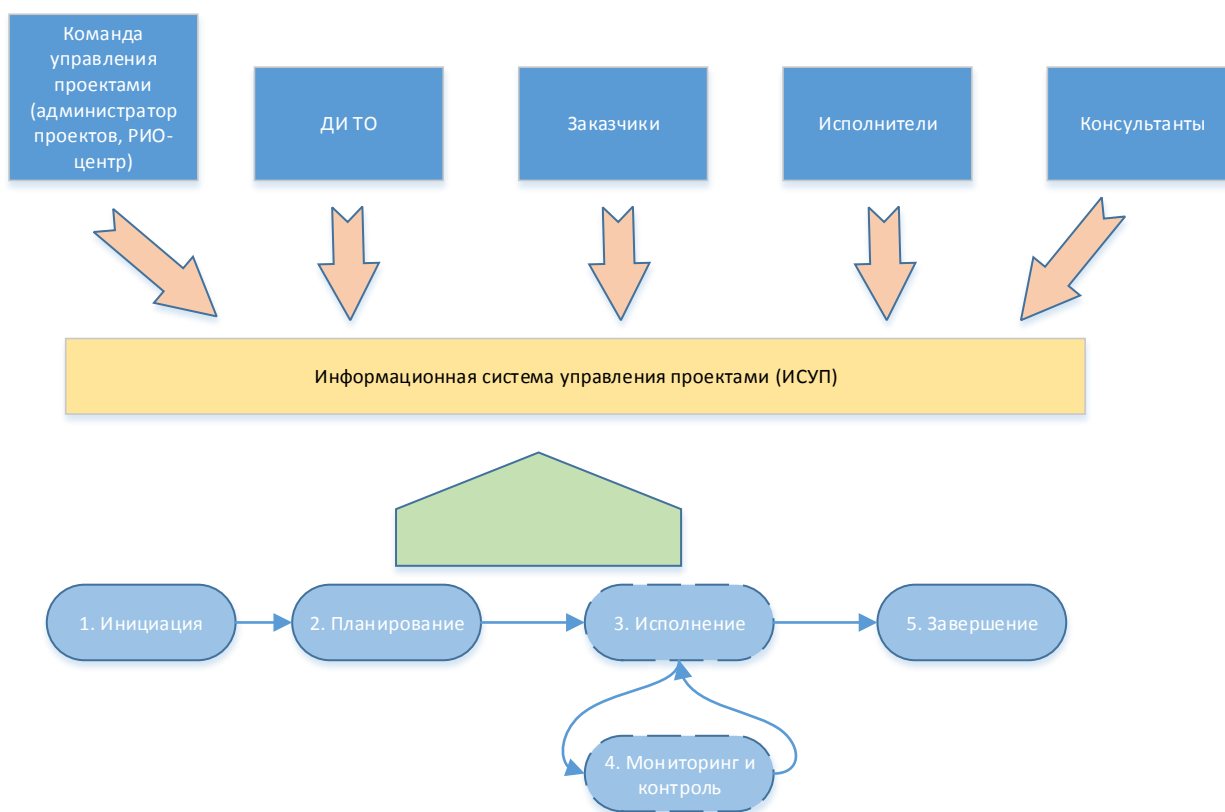 Команда
управления
проектами
(администратор
проектов, РИО-
центр)
ДИ ТО
Заказчики
Исполнители
Консультанты
Информационная система управления проектами (ИСУП)
1. Инициация
2. Планирование
3. Исполнение
5. Завершение
4. Мониторинг и
контроль